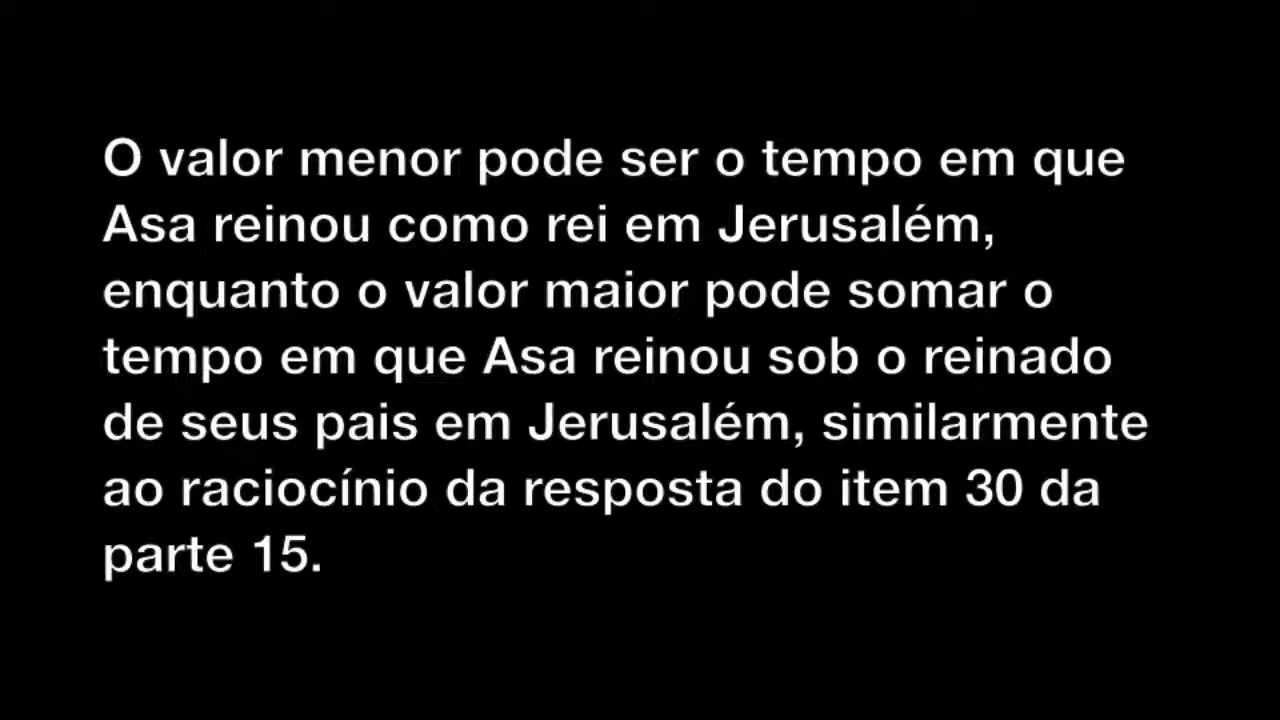 O valor menor pode ser o tempo em que
Asa reinou como rei em Jerusalém,
enquanto o valor maior pode somar o
tempo em que Asa reinou sob o reinado
de seus pais em Jerusalém, similarmente
ao raciocínio da resposta do item 30 da
parte 15.